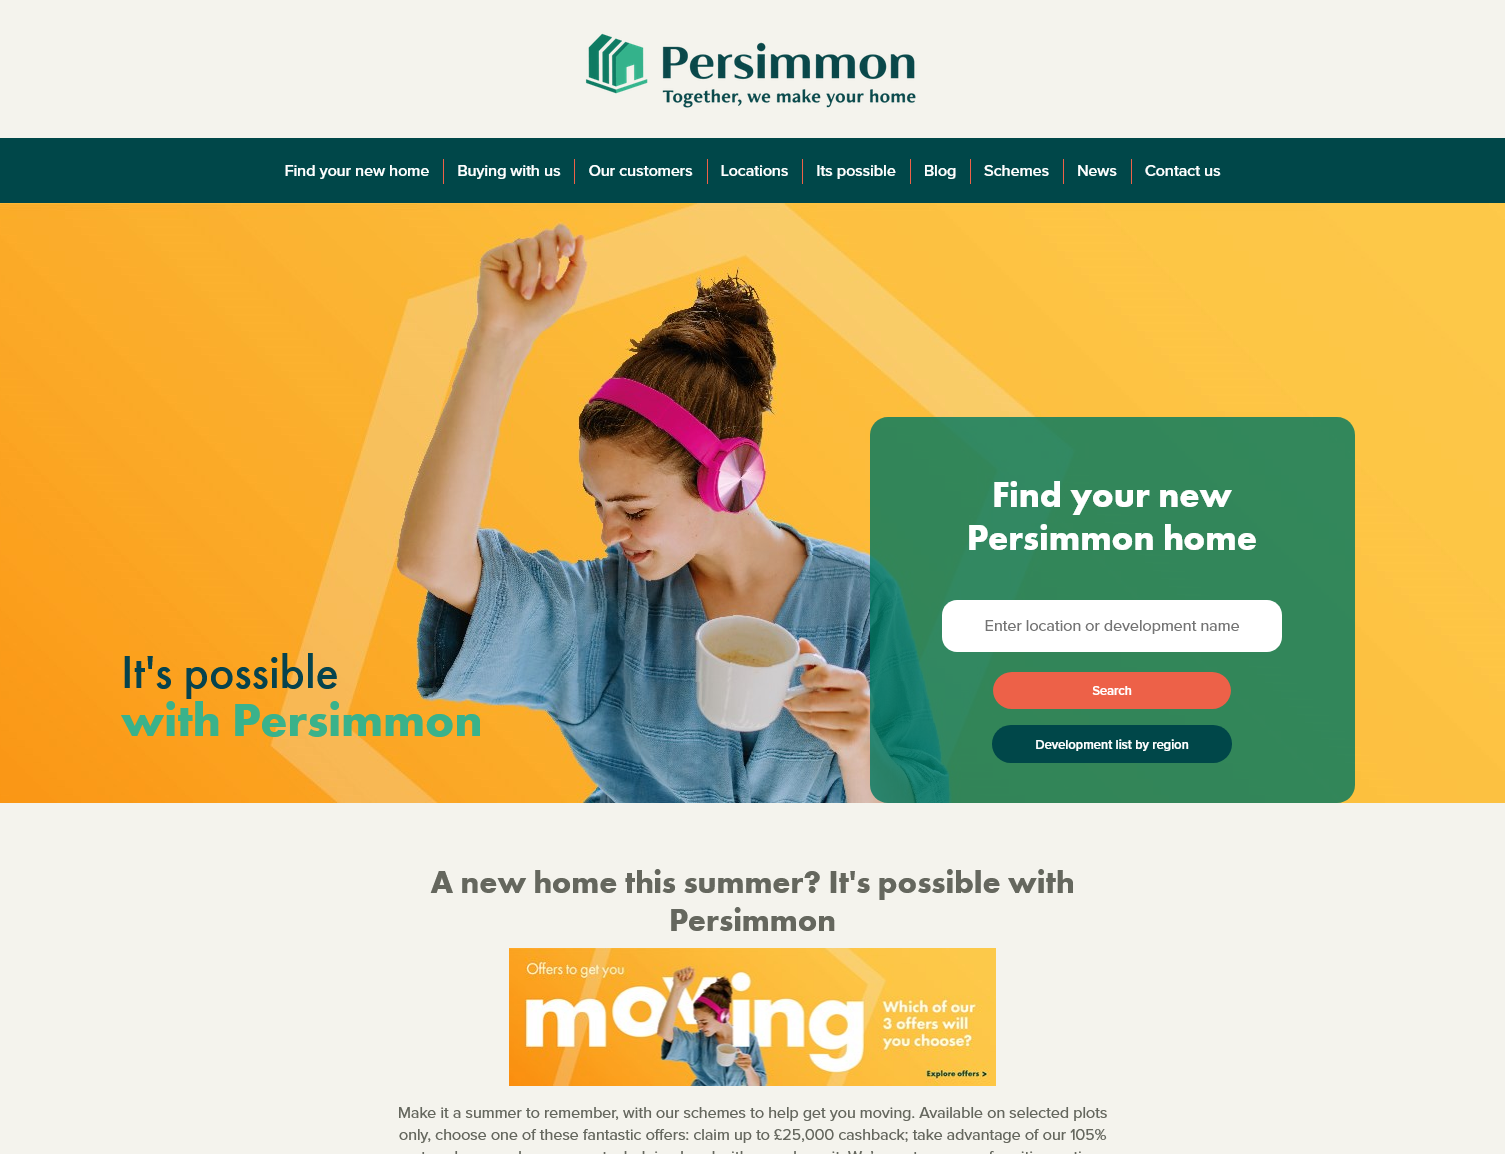 Persimmon
Together, we make your home
Find your new home
Buying with us
Our customers
Locations
Its possible
Blog
Schemes
News
Contact us
It's possible
with Persimmon
Find your new
Persimmon home
Enter location or development name
Search
Development list by region
A new home this summer? It's possible with
Persimmon
Offers to get you
moving
Which of our
3 offers will
you choose?
Explore offers >
Make it a summer to remember, with our schemes to help get you moving. Available on selected plots
only, choose one of these fantastic offers: claim up to £25,000 cashback; take advantage of our 105%